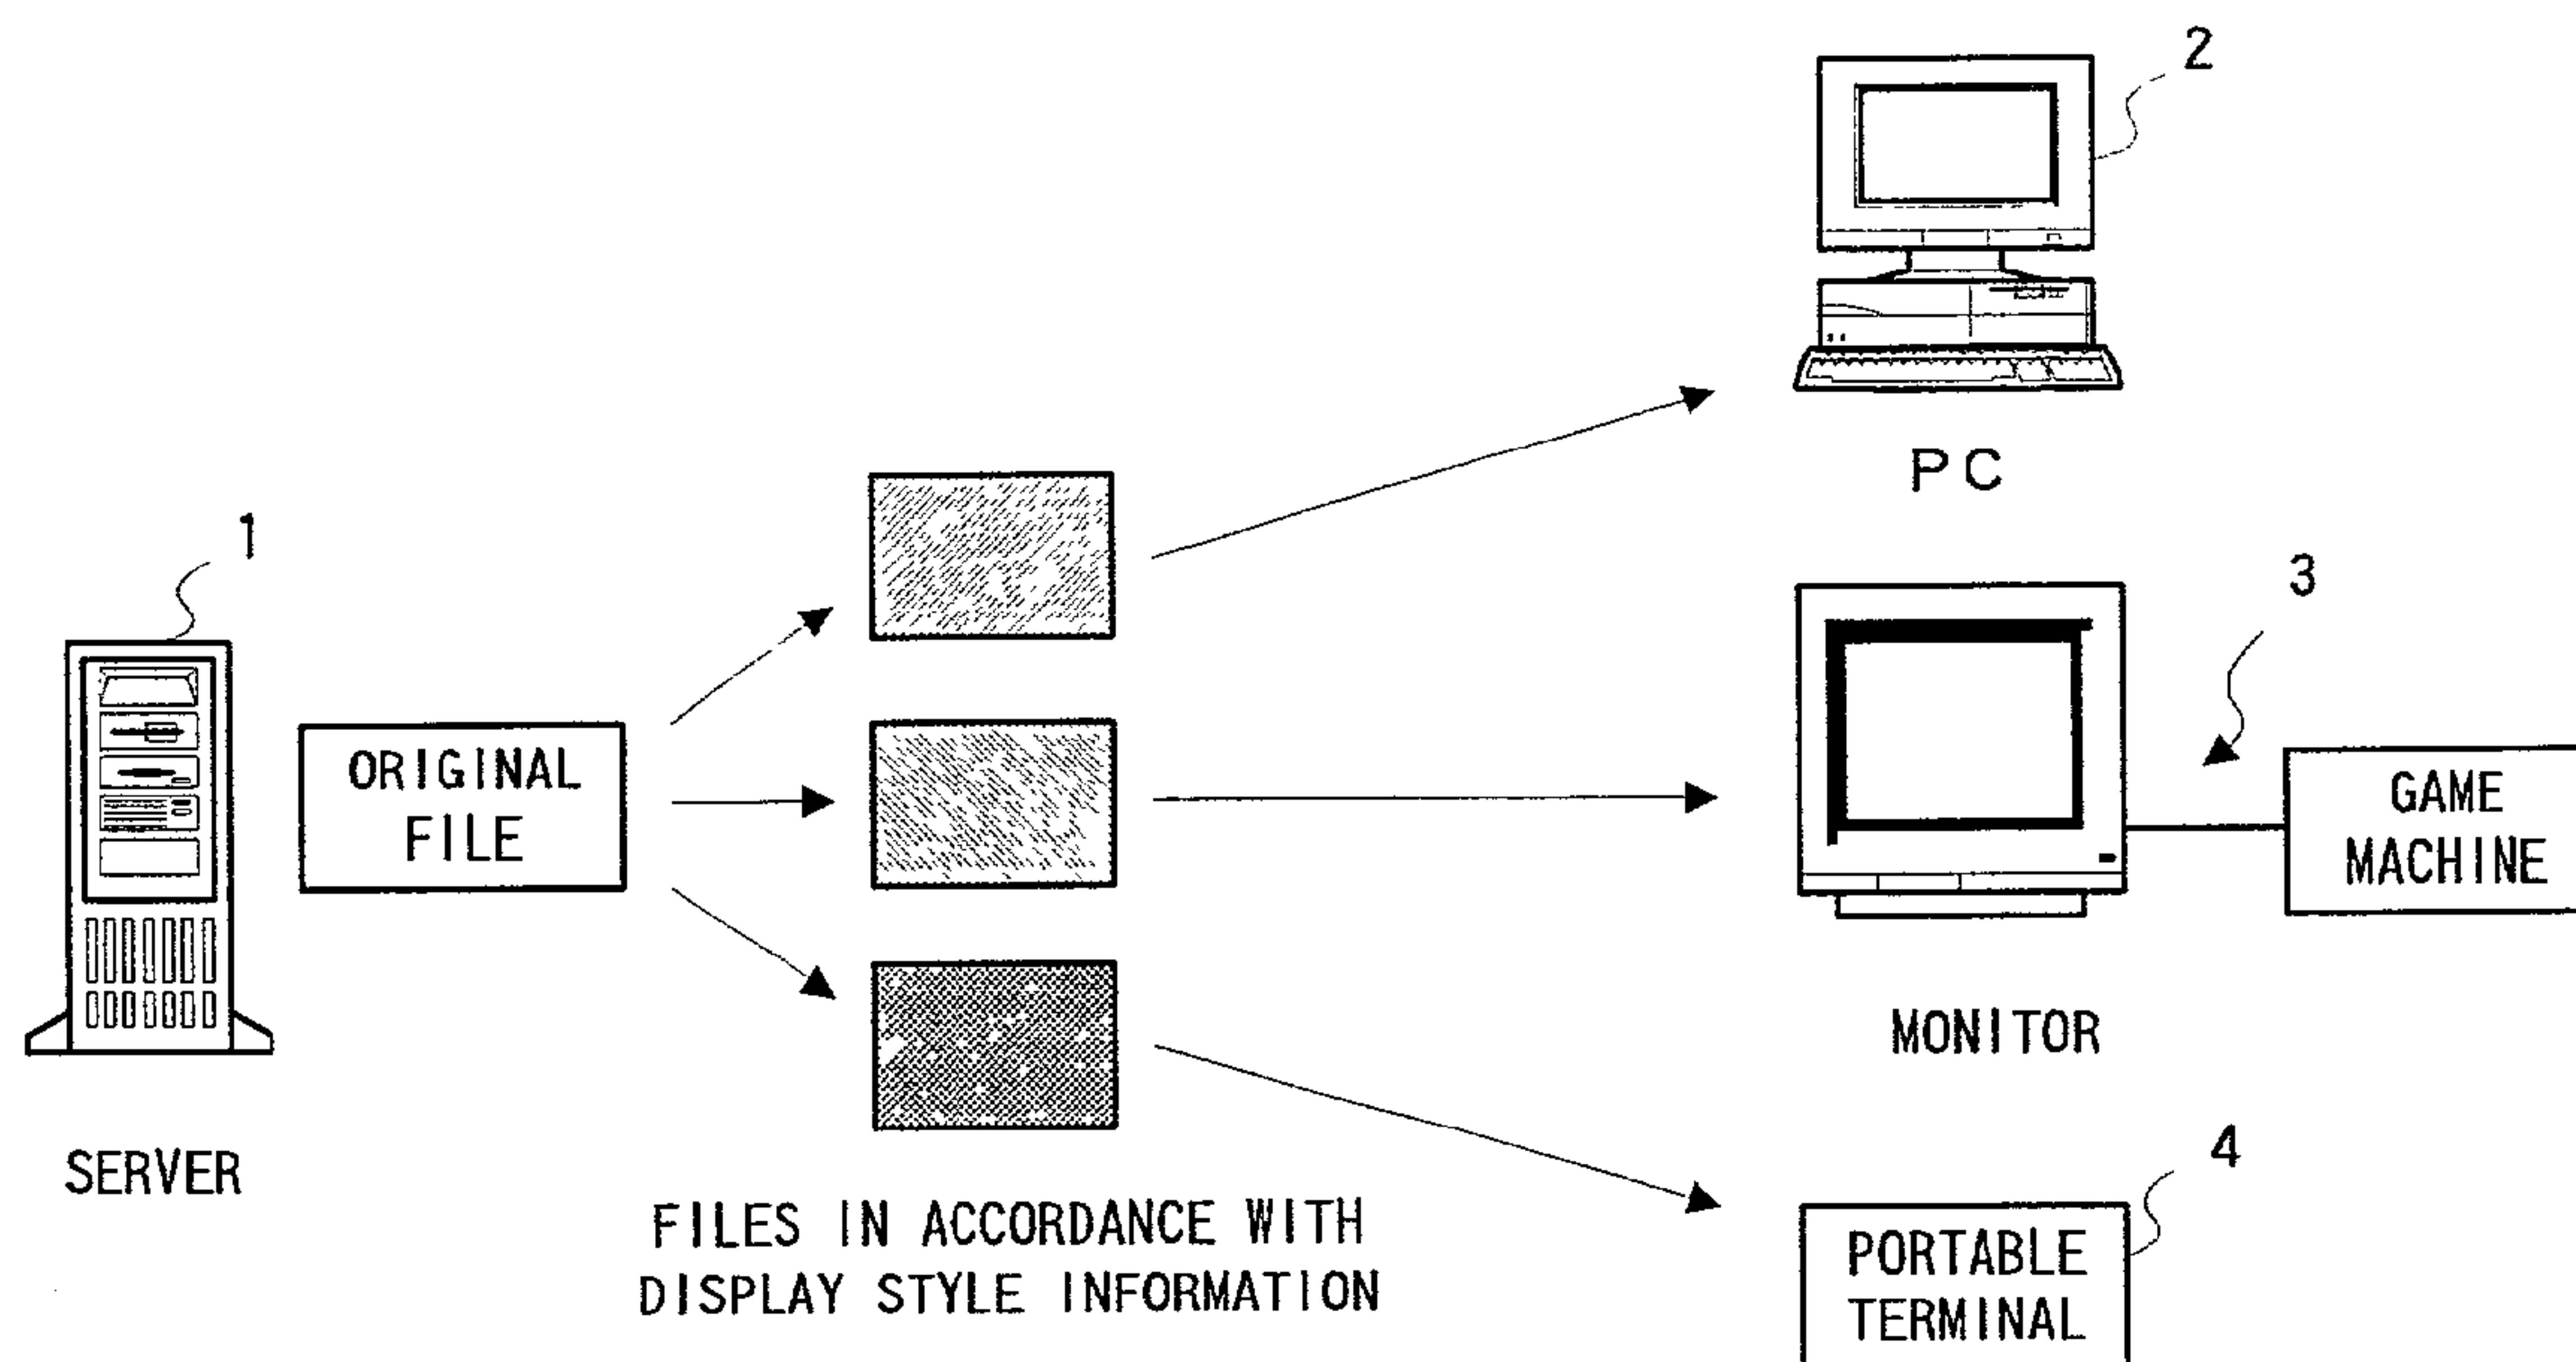 2
PC
1
3
ORIGINAL
FILE
GAME
MACHINE
MONITOR
SERVER
4
FILES IN ACCORDANCE WITH
DISPLAY STYLE INFORMATION
PORTABLE
TERMINAL